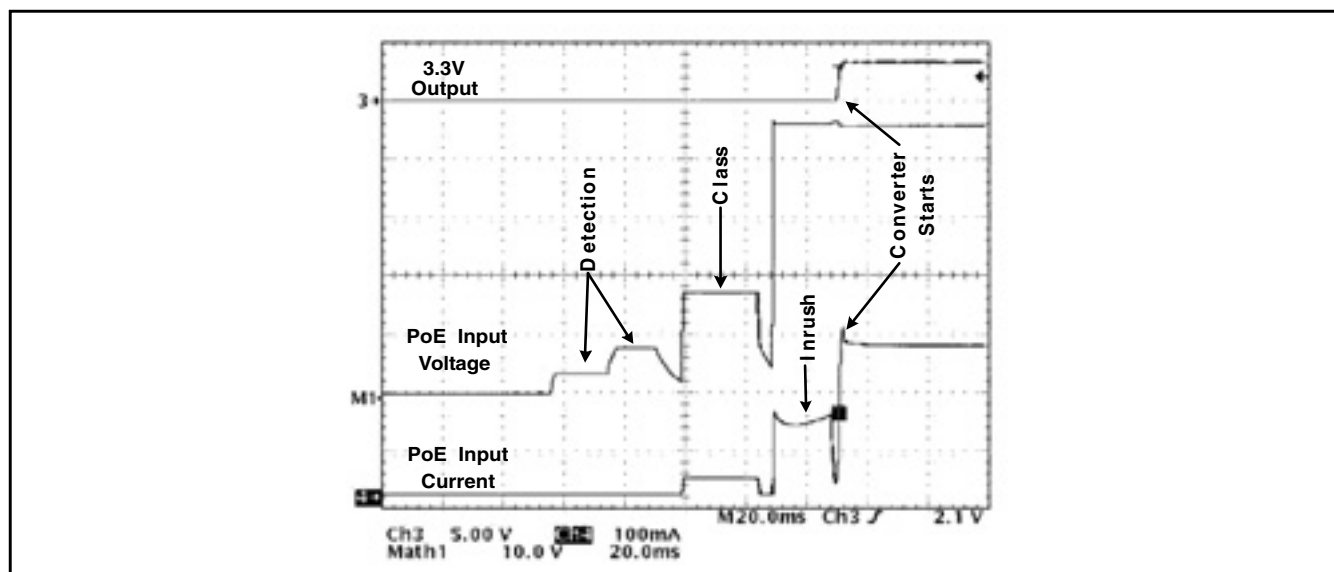 3.3V
Output
3
Detection
Class
Converter
Starts
PoE Input
Voltage
M1
Inrush
PoE Input
Current
M20.0ms Ch3 2.1 V
Ch3 5.00 V Ch4 100mA
Math1 10.0 V 20.0ms